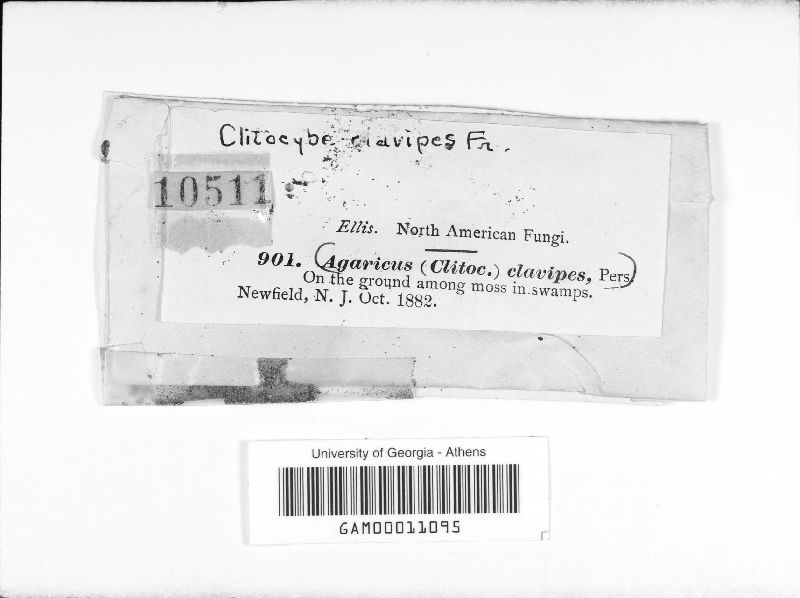 Clitocybe clavipes Fr.
10511
Ellis. North American Fungi.
901. (Agaricus (Clitoc.) clavipes, Pers.)
On the ground among moss in swamps.
Newfield, N. J. Oct. 1882.
University of Georgia - Athens
GAM00011095